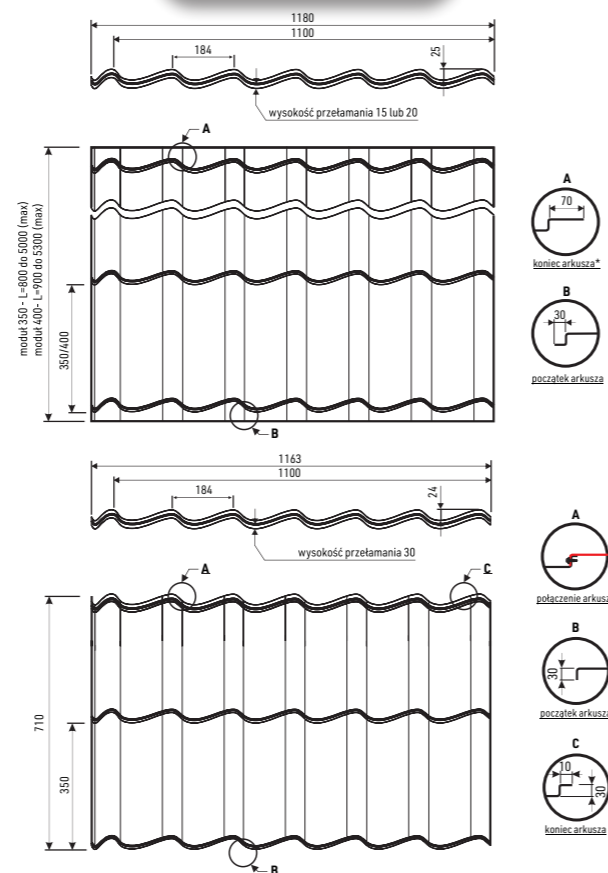 1180
1100
184
25
wysokość przełamania 15 lub 20
A
moduł 350 - L=800 do 5000 (max)
moduł 400- L=900 do 5300 (max)
350/400
B
A
70
koniec arkusza*
B
30
początek arkusza
1163
1100
184
24
wysokość przełamania 30
A
C
710
350
B
A
połączenie arkusza
B
30
początek arkusza
C
10
30
koniec arkusza